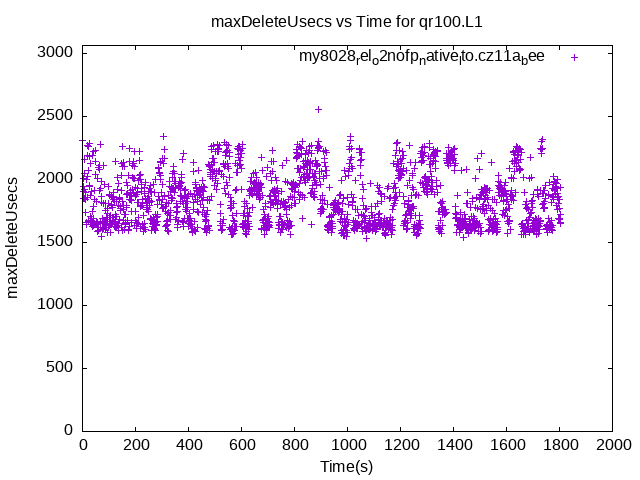 maxDeleteUsecs vs Time for qr100.L1
my8028relo2nofpnativelto.cz11abee
3000
2500
2000
1500
1000
500
0
maxDeleteUsecs
0 200 400 600 800 1000 1200 1400 1600 1800 2000
Time(s)